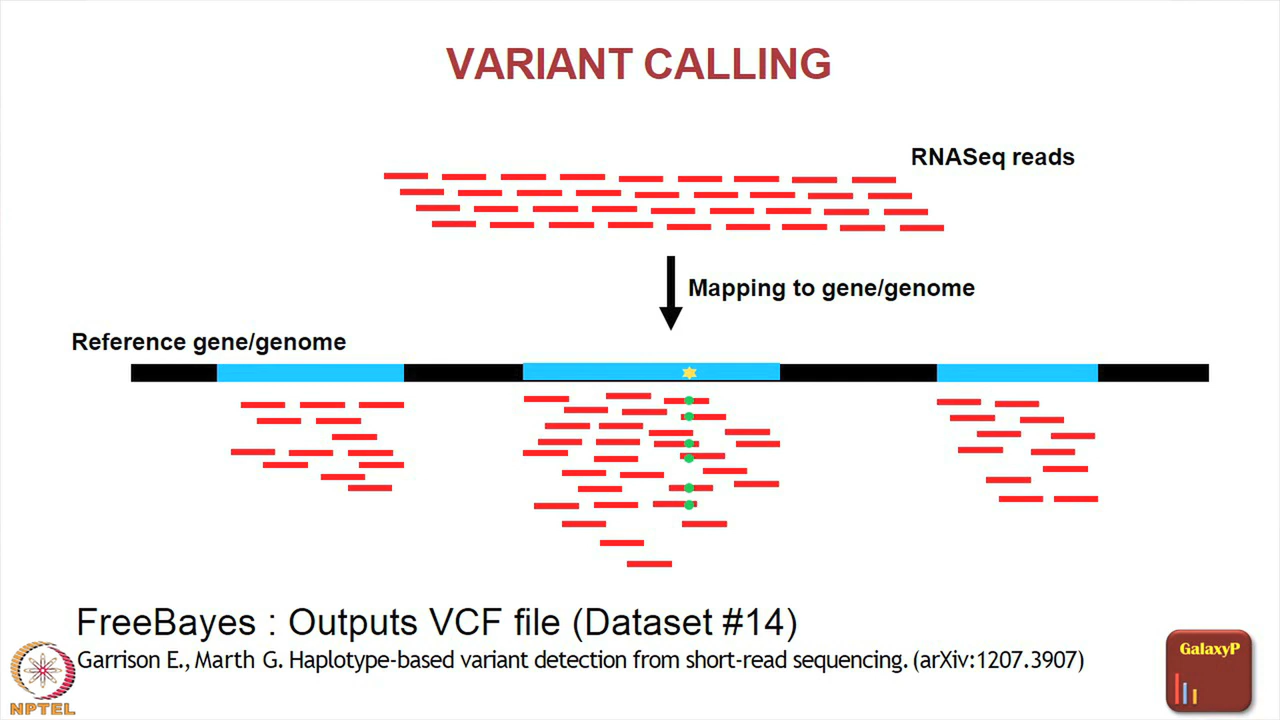 VARIANT CALLING
RNASeq reads
Mapping to gene/genome
Reference gene/genome
FreeBayes : Outputs VCF file (Dataset #14)
Garrison E., Marth G. Haplotype-based variant detection from short-read sequencing. (arXiv:1207.3907)
NPTEL
GalaxyP